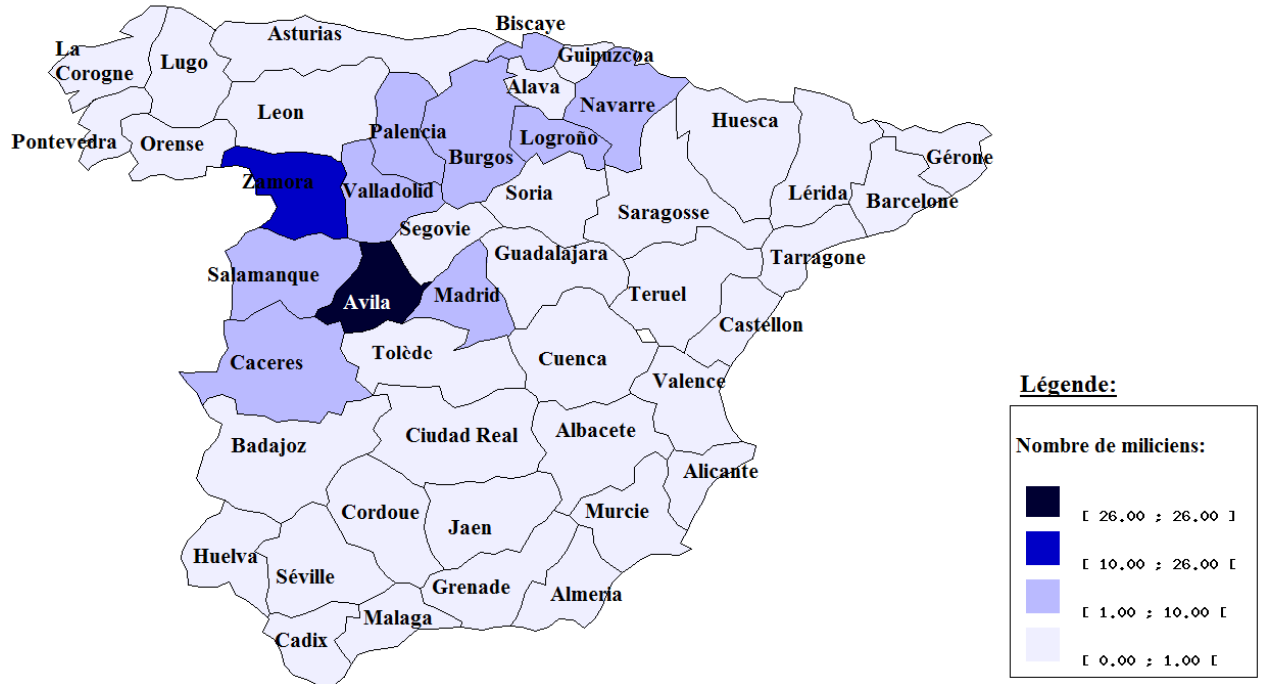 Biscaye
Asturias
La
Corogne
Lugo
Guipuzcoa
Alava
Leon
Navarre
Huesca
Pontevedra
Orense
Palencia
Logroño
Burgos
Gérone
Zamora
Valladolid
Soria
Lérida
Barcelone
Saragosse
Segovie
Guadalajara
Tarragone
Salamanque
Avila
Madrid
Teruel
Castellon
Tolède
Cuenca
Caceres
Valence
Badajoz
Ciudad Real
Albacete
Alicante
Cordoue
Jaen
Murcie
Huelva
Séville
Grenade
Almeria
Malaga
Cadix
Légende:
Nombre de miliciens:
[ 26.00 ; 26.00 ]
[ 10.00 ; 26.00 [
[ 1.00 ; 10.00 [
[ 0.00 ; 1.00 [